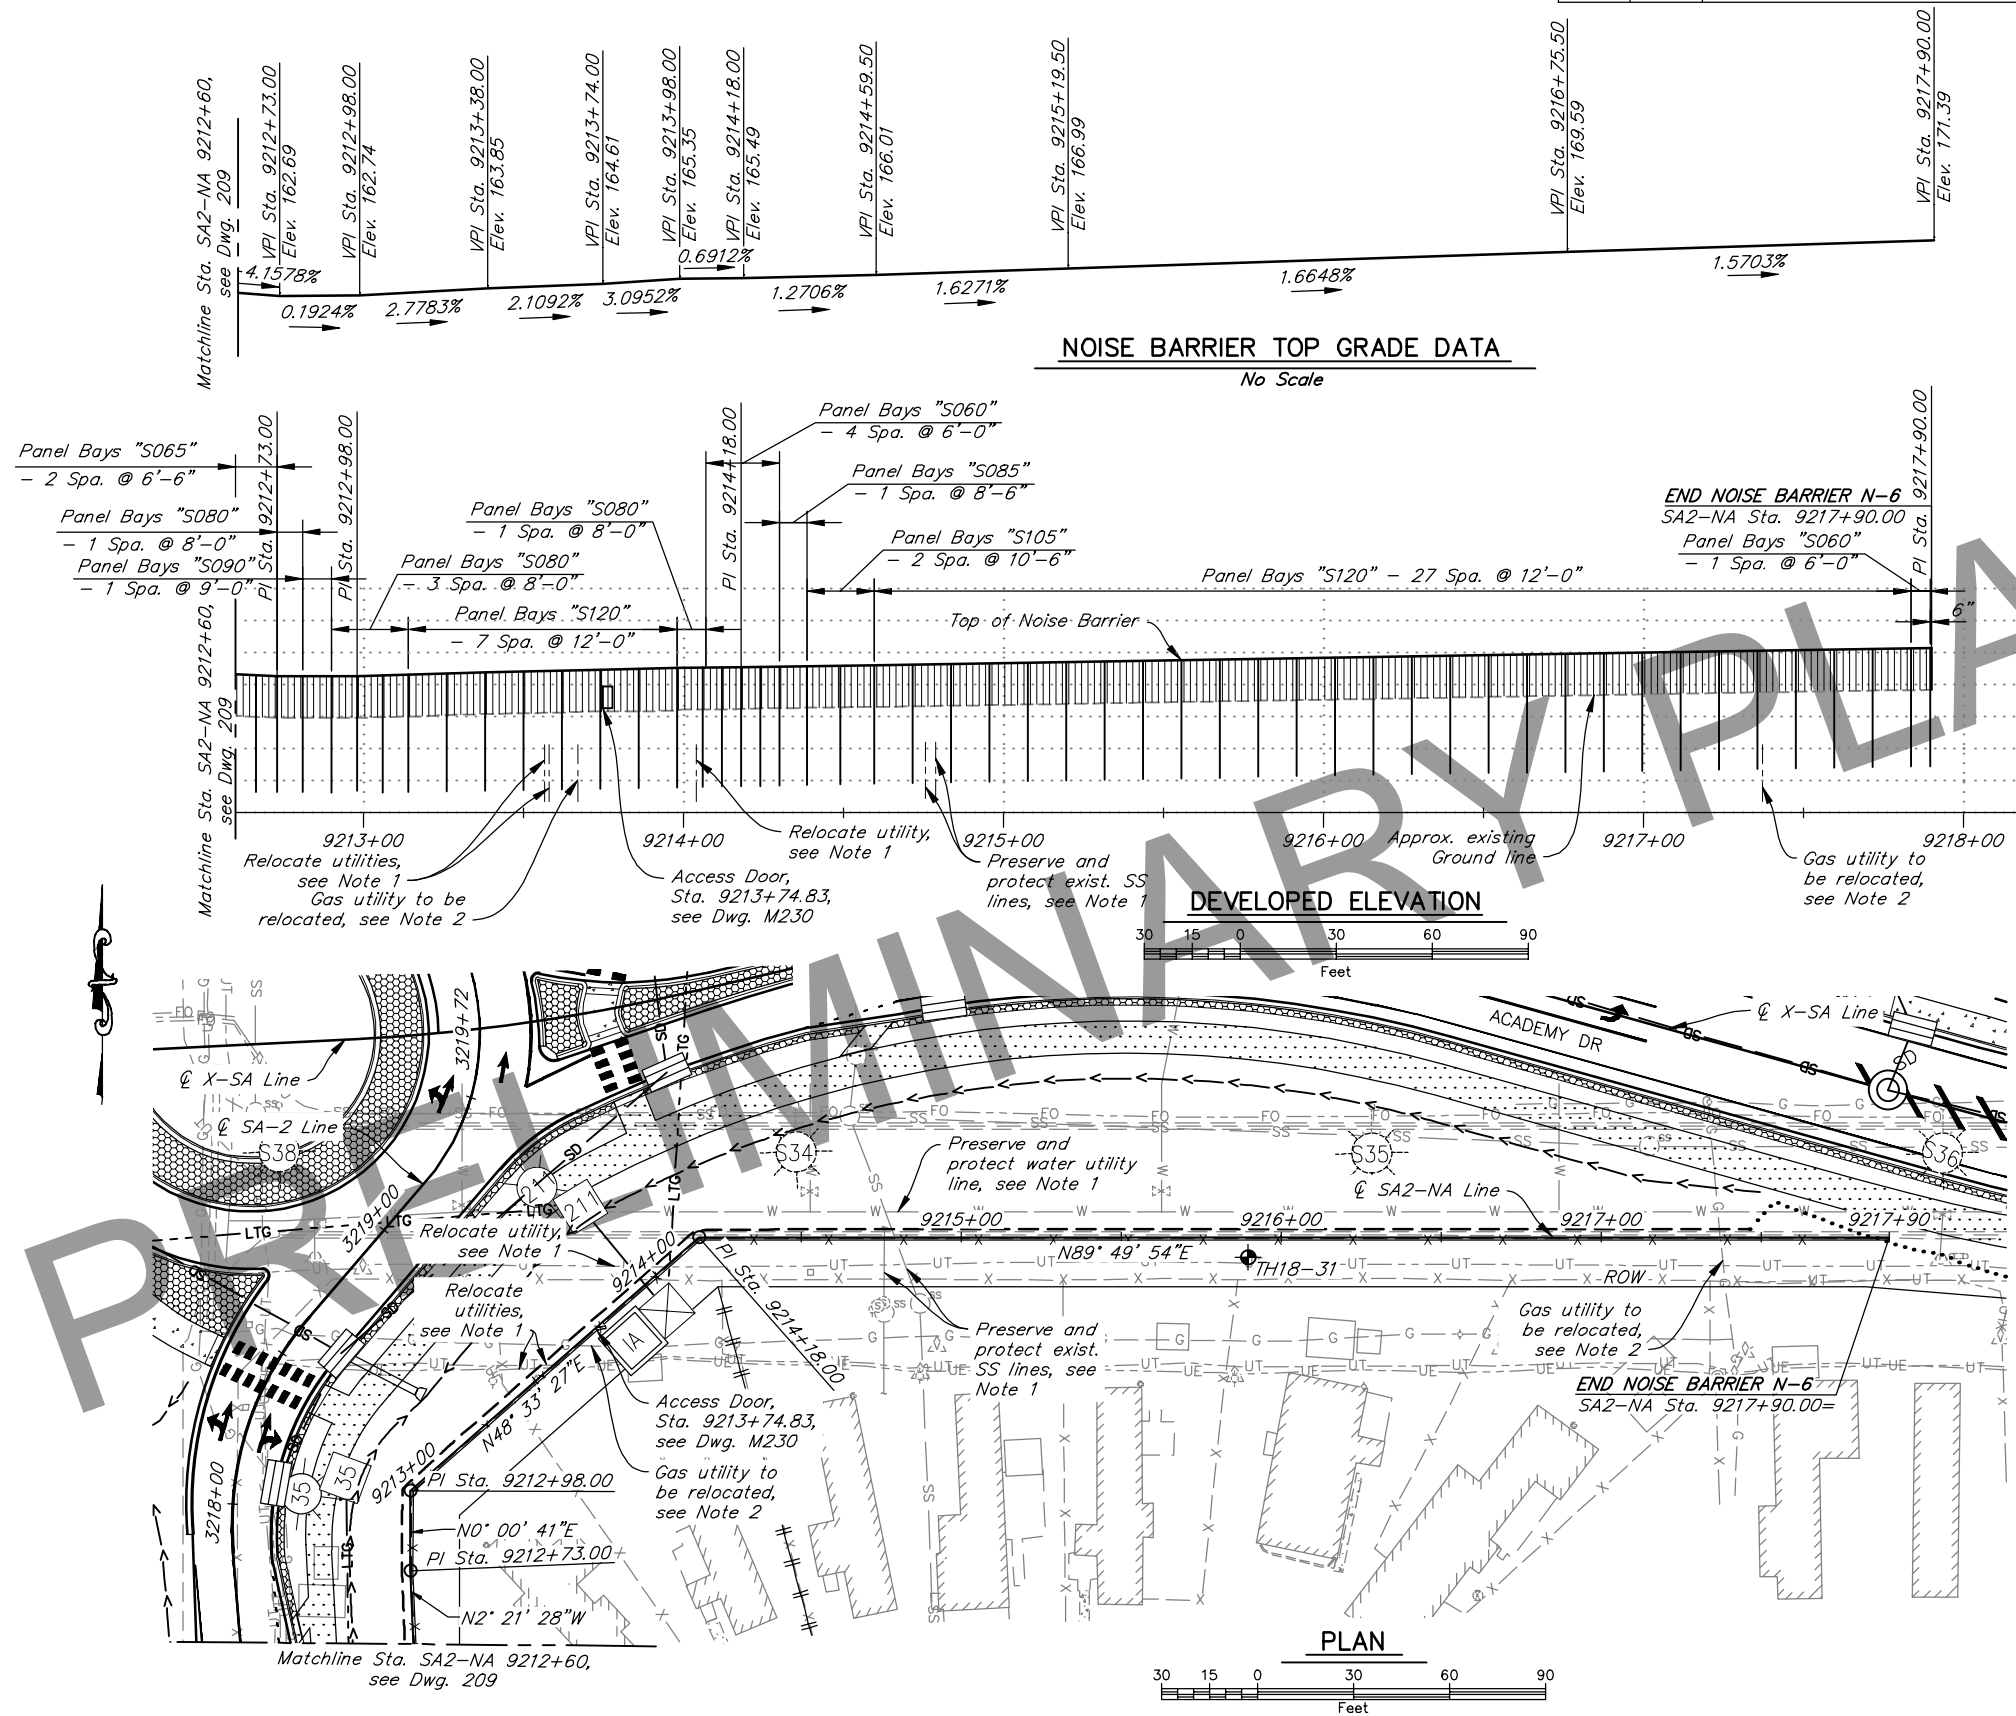 Matchline Sta. SA2-NA 9212+60,
see Dwg. 209
VPI Sta. 9212+73.00
Elev. 162.69
VPI Sta. 9212+98.00
Elev. 162.74
VPI Sta. 9213+38.00
Elev. 163.85
VPI Sta. 9213+74.00
Elev. 164.61
VPI Sta. 9213+98.00
Elev. 165.35
VPI Sta. 9214+18.00
Elev. 165.49
VPI Sta. 9214+59.50
Elev. 166.01
VPI Sta. 9215+19.50
Elev. 166.99
VPI Sta. 9216+75.50
Elev. 169.59
VPI Sta. 9217+90.00
Elev. 171.39
-4.1578%
0.1924%
2.7783%
2.1092%
3.0952%
0.6912%
1.2706%
1.6271%
1.6648%
1.5703%
NOISE BARRIER TOP GRADE DATA
No Scale
Matchline Sta. SA2-NA 9212+60,
see Dwg. 209
Panel Bays "S065"
- 2 Spa. @ 6'-6"
Panel Bays "S080"
- 1 Spa. @ 8'-0"
Panel Bays "S090"
- 1 Spa. @ 9'-0"
PI Sta. 9212+73.00
PI Sta. 9212+98.00
Panel Bays "S080"
- 3 Spa. @ 8'-0"
Panel Bays "S120"
- 7 Spa. @ 12'-0"
Panel Bays "S080"
- 1 Spa. @ 8'-0"
PI Sta. 9214+18.00
Panel Bays "S060"
- 4 Spa. @ 6'-0"
Panel Bays "S085"
- 1 Spa. @ 8'-6"
Panel Bays "S105"
- 2 Spa. @ 10'-6"
Panel Bays "S120" - 27 Spa. @ 12'-0"
END NOISE BARRIER N-6
SA2-NA Sta. 9217+90.00
Panel Bays "S060"
- 1 Spa. @ 6'-0"
PI Sta. 9217+90.00
6"
Top of Noise Barrier
9213+00
9214+00
9215+00
9216+00
9217+00
9218+00
Relocate utilities,
see Note 1
Gas utility to be
relocated, see Note 2
Access Door,
Sta. 9213+74.83,
see Dwg. M230
Relocate utility,
see Note 1
Preserve and
protect exist. SS
lines, see Note 1
Approx. existing
Ground line
Gas utility to
be relocated,
see Note 2
DEVELOPED ELEVATION
30 15 0 30 60 90
Feet
PRELIMINARY PLA
℄ X-SA Line
℄ SA-2 Line
3219+72
3219+00
3218+00
ACADEMY DR
℄ X-SA Line
S38
S34
S35
S36
21
211
35
35
1A
Relocate utility,
see Note 1
Relocate
utilities,
see Note 1
Preserve and
protect water utility
line, see Note 1
℄ SA2-NA Line
9213+00
9214+00
9215+00
9216+00
9217+00
9217+90
N89° 49' 54"E
TH18-31
ROW
PI Sta. 9214+18.00
N48° 33' 27"E
Access Door,
Sta. 9213+74.83,
see Dwg. M230
Gas utility to
be relocated,
see Note 2
Preserve and
protect exist.
SS lines, see
Note 1
Gas utility to
be relocated,
see Note 2
END NOISE BARRIER N-6
SA2-NA Sta. 9217+90.00=
PI Sta. 9212+98.00
N0° 00' 41"E
PI Sta. 9212+73.00
N2° 21' 28"W
Matchline Sta. SA2-NA 9212+60,
see Dwg. 209
PLAN
30 15 0 30 60 90
Feet